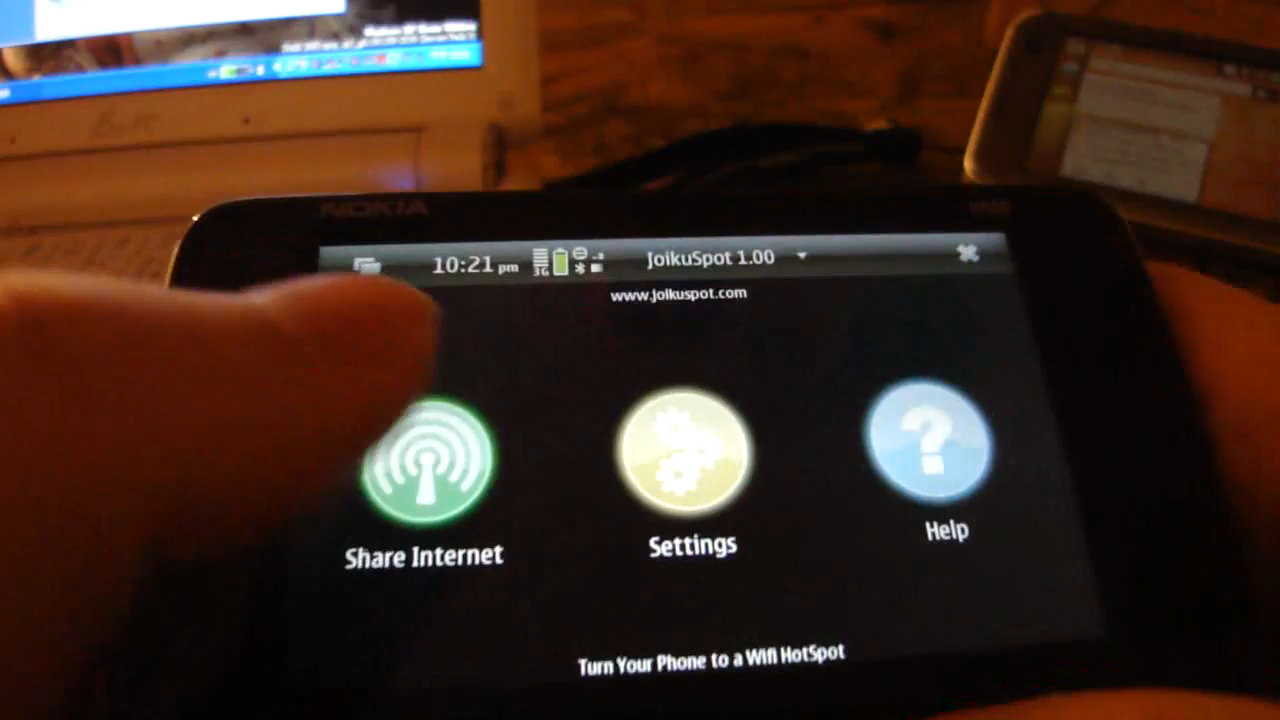 NOKIA
10:21 pm 3G JoikuSpot 1.00
www.joikuspot.com
Share Internet
Settings
Help
Turn Your Phone to a Wifi HotSpot